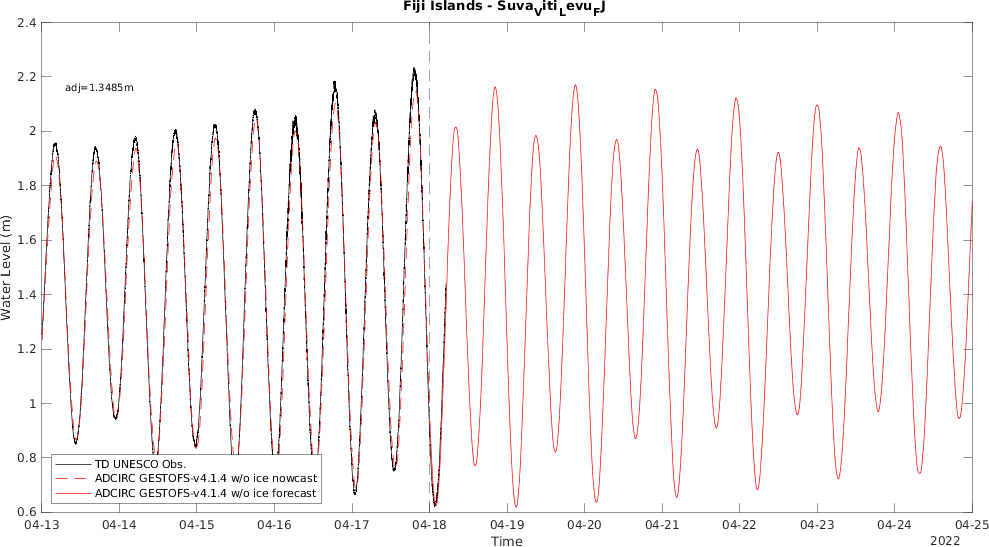 Fiji Islands - SuvaVitiLevuFJ
2.4
2.2
2
1.8
1.6
1.4
1.2
1
0.8
0.6
Water Level (m)
adj=1.3485m
TD UNESCO Obs.
ADCIRC GESTOFS-v4.1.4 w/o ice nowcast
ADCIRC GESTOFS-v4.1.4 w/o ice forecast
04-13 04-14 04-15 04-16 04-17 04-18 04-19 04-20 04-21 04-22 04-23 04-24 04-25
Time
2022